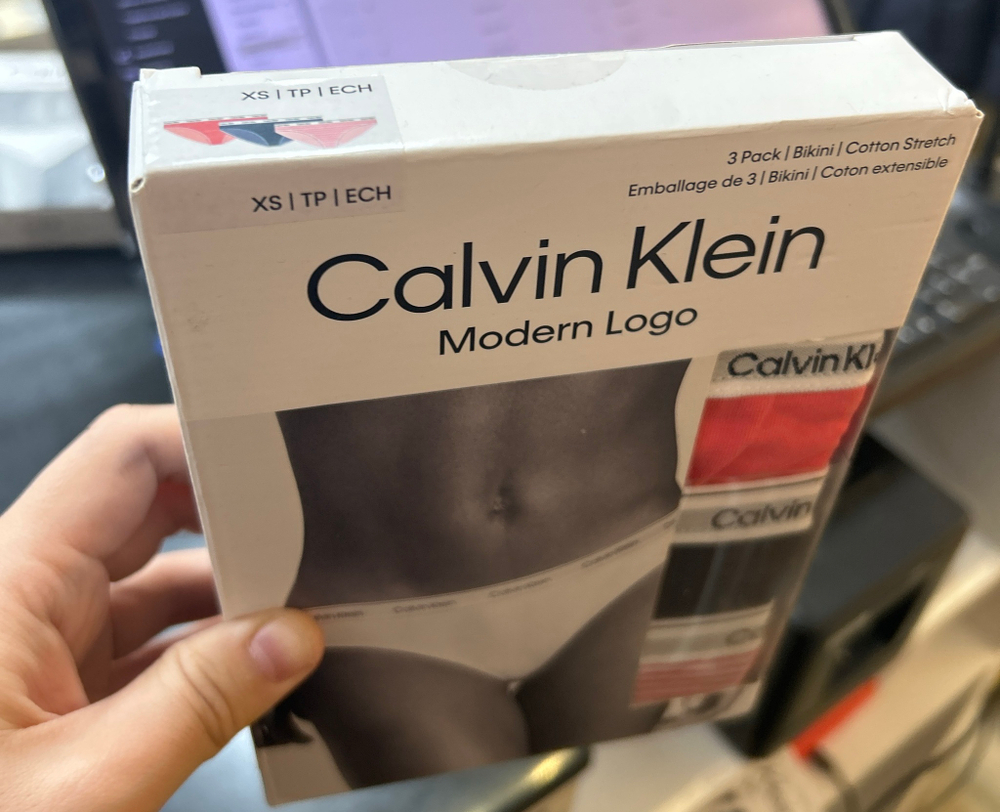 XS | TP | ECH
XS | TP | ECH
3 Pack | Bikini | Cotton Stretch
Emballage de 3 | Bikini | Coton extensible
Calvin Klein
Modern Logo
Calvin Kl
Calvin